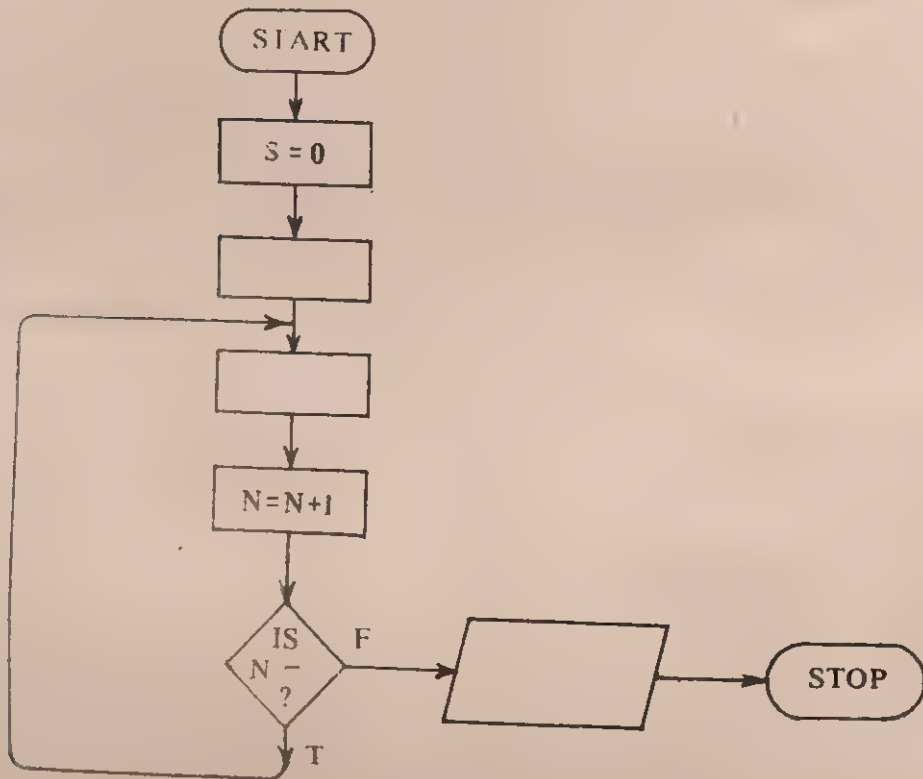 START
S = 0
N=N+1
IS
N –
?
F
T
STOP